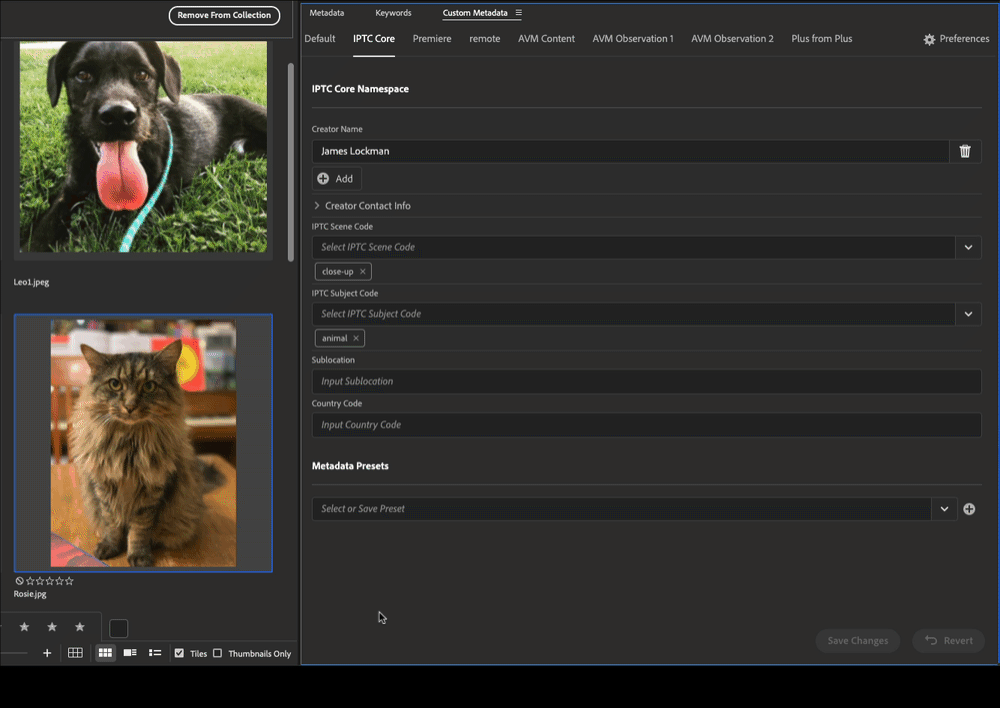 Remove From Collection
Leo1.jpeg
Rosie.jpg
Tiles Thumbnails Only
Metadata Keywords Custom Metadata
Default IPTC Core Premiere remote AVM Content AVM Observation 1 AVM Observation 2 Plus from Plus Preferences
IPTC Core Namespace
Creator Name
James Lockman
Add
Creator Contact Info
IPTC Scene Code
Select IPTC Scene Code
close-up
IPTC Subject Code
Select IPTC Subject Code
animal
Sublocation
Input Sublocation
Country Code
Input Country Code
Metadata Presets
Select or Save Preset
Save Changes Revert